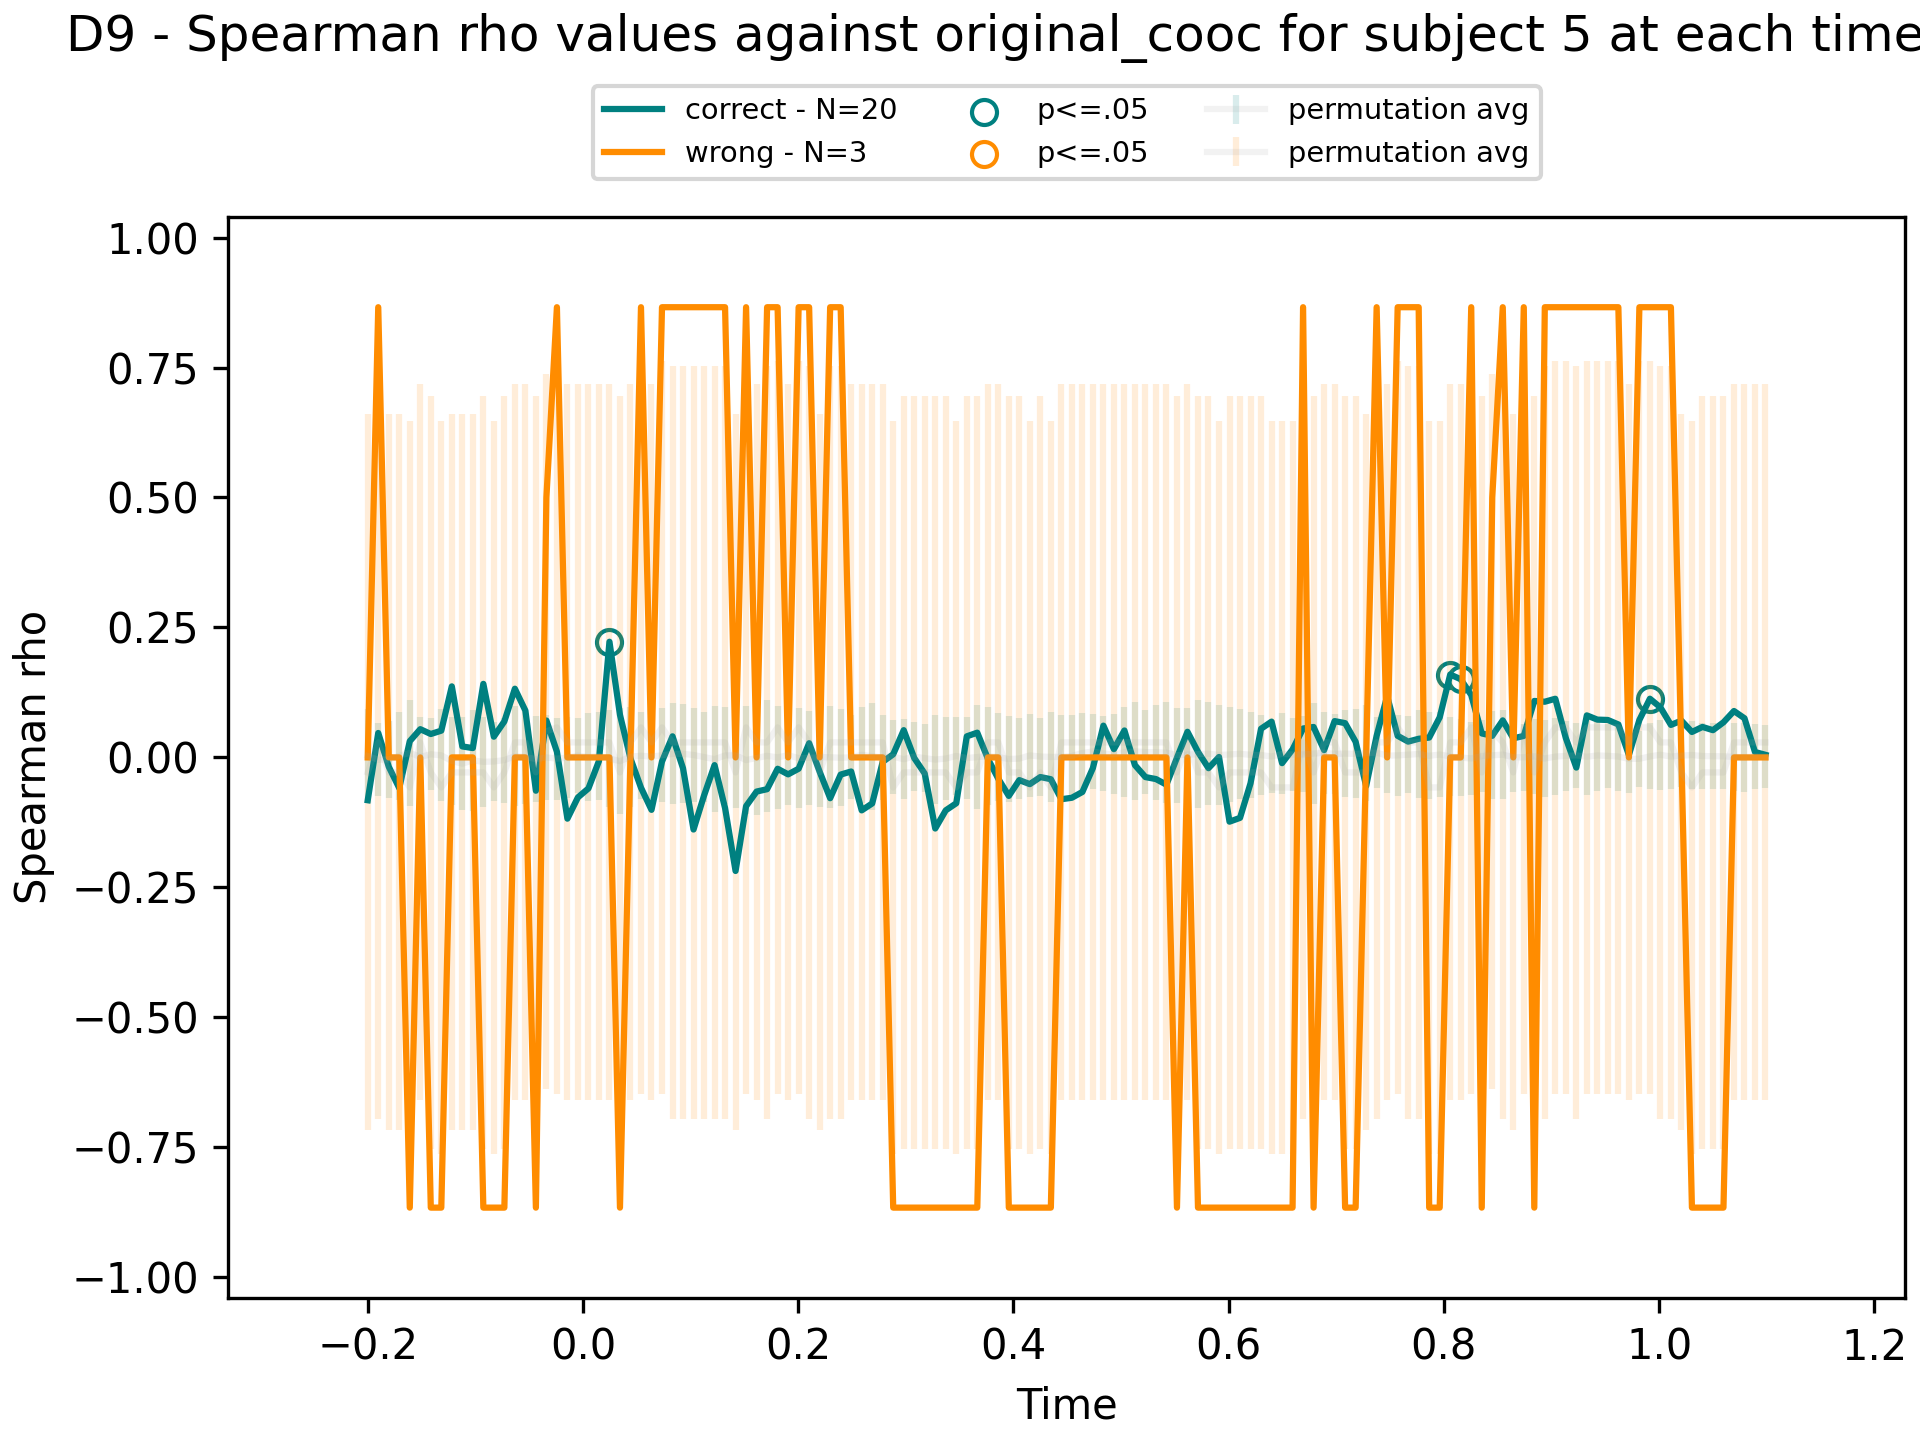 D9 - Spearman rho values against original_cooc for subject 5 at each time
correct - N=20 p<=.05 permutation avg
wrong - N=3 p<=.05 permutation avg
1.00
0.75
0.50
0.25
0.00
−0.25
−0.50
−0.75
−1.00
Spearman rho
−0.2 0.0 0.2 0.4 0.6 0.8 1.0 1.2
Time